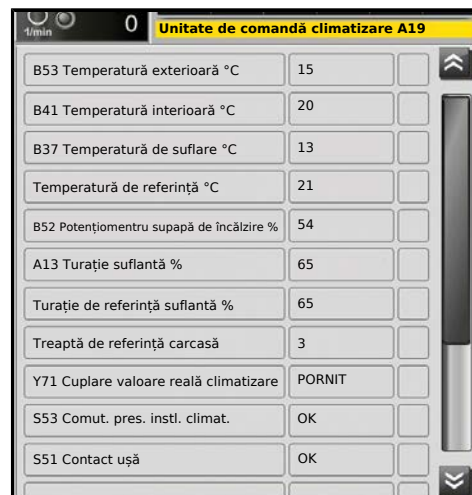 1/min 0 Unitate de comandă climatizare A19
B53 Temperatură exterioară °C 15
B41 Temperatură interioară °C 20
B37 Temperatură de suflare °C 13
Temperatură de referință °C 21
B52 Potențiomentru supapă de încălzire % 54
A13 Turație suflantă % 65
Turație de referință suflantă % 65
Treaptă de referință carcasă 3
Y71 Cuplare valoare reală climatizare PORNIT
S53 Comut. pres. instl. climat. OK
S51 Contact ușă OK